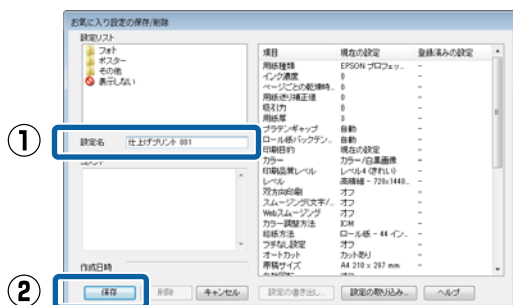 お気に入り設定の保存/削除
設定リスト
フォト
ポスター
その他
表示しない
① 設定名 仕上げプリント 001
コメント
作成日時
項目 現在の設定 登録済みの設定
用紙種類 EPSON プロフェッ... -
インク濃度 0 -
ページごとの乾燥時... 0 -
用紙送り補正値 0 -
吸引力 0 -
用紙厚 0 -
プラテンギャップ 自動 -
ロール紙バックテン... 自動 -
印刷目的 現在の設定 -
カラー カラー/白黒画像 -
印刷品質レベル レベル4 (きれい) -
レベル 高精細 - 720x1440... -
双方向印刷 オフ -
スムージング(文字/... オフ -
Webスムージング オフ -
カラー調整方法 ICM -
給紙方法 ロール紙 - 44 イン... -
つすなし設定 オフ -
オートカット カットあり -
原稿サイズ A4 210 x 297 mm -
② 保存 削除 キャンセル 設定の書き出し... 設定の取り込み... ヘルプ